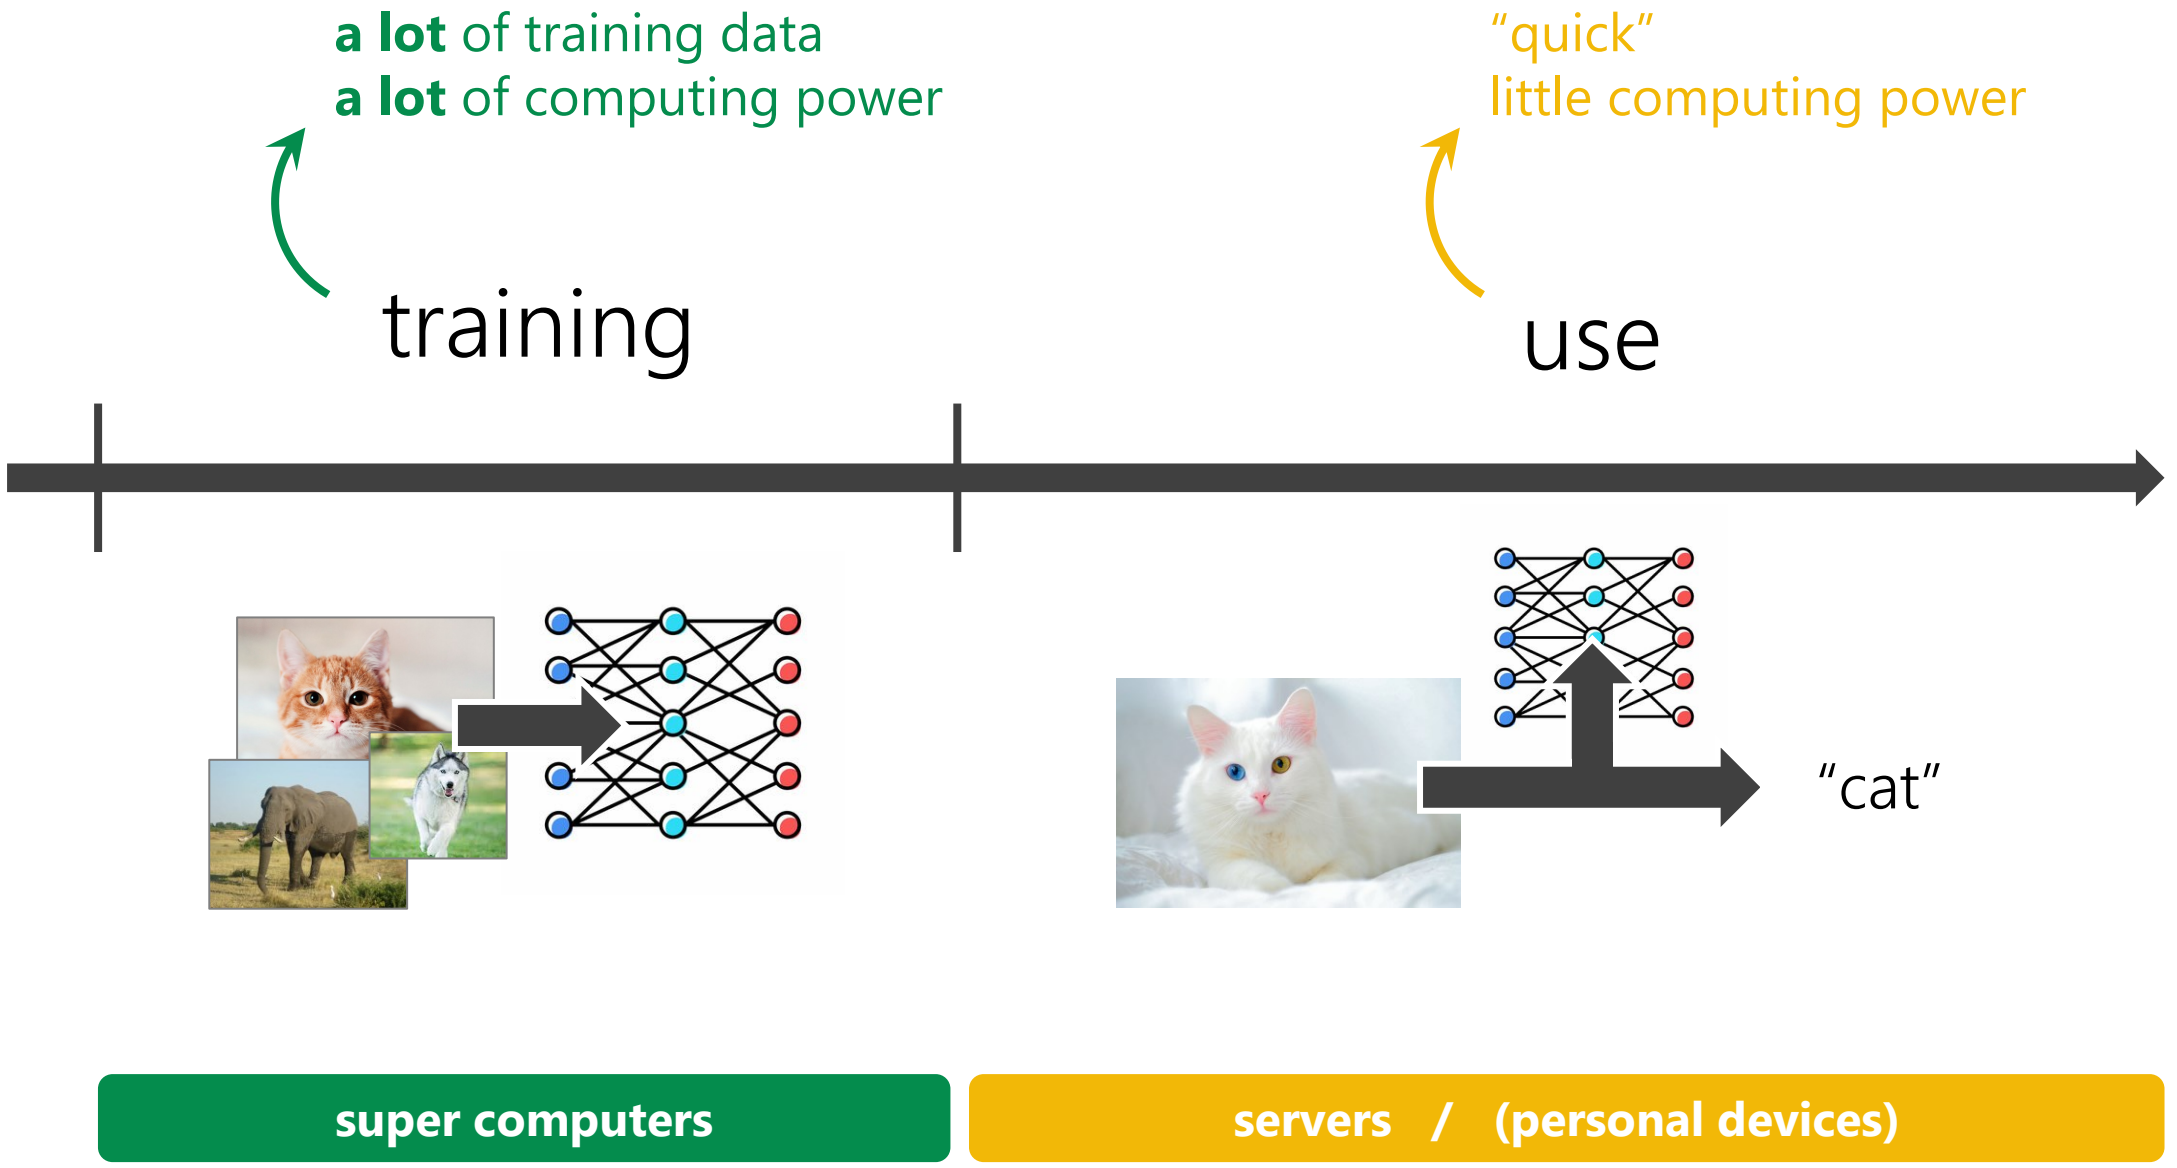 a lot of training data
a lot of computing power
“quick”
little computing power
training
use
“cat”
super computers
servers / (personal devices)